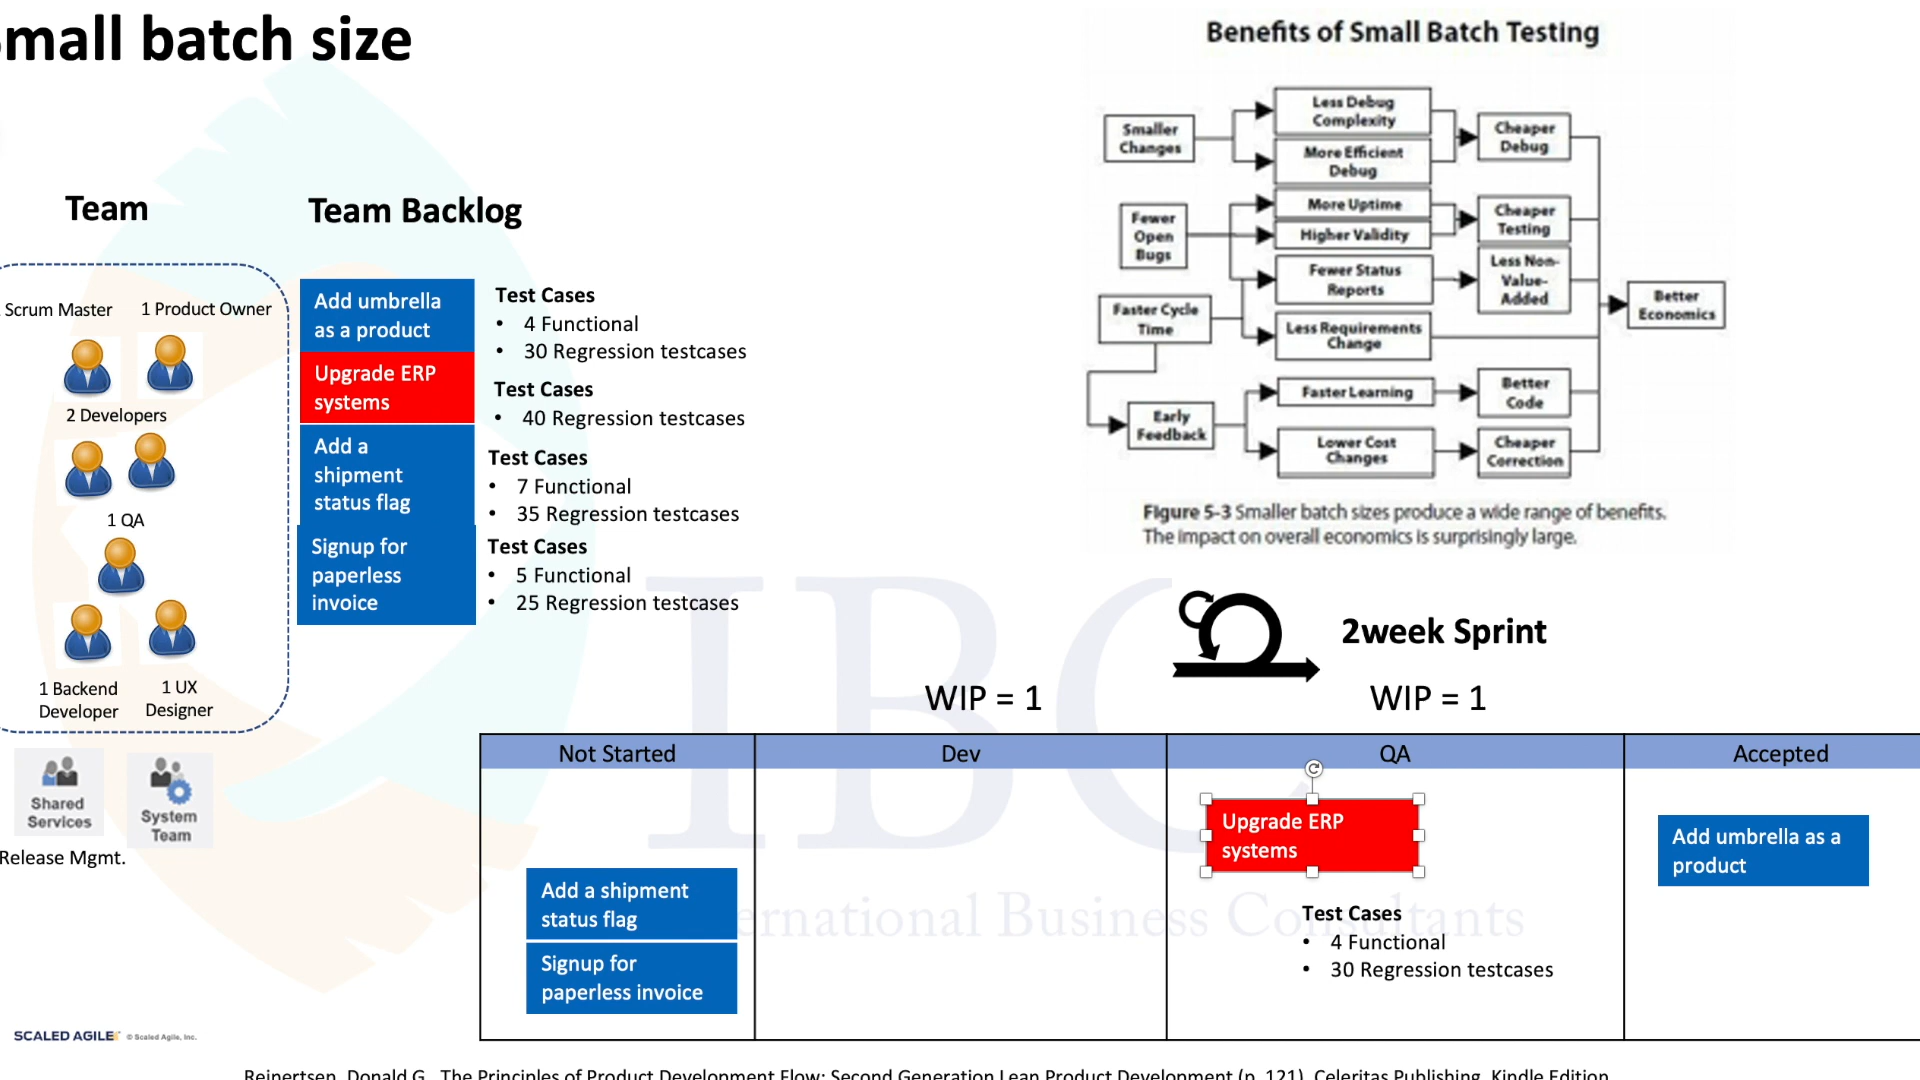 mall batch size
Benefits of Small Batch Testing
Smaller
Changes
Less Debug
Complexity
More Efficient
Debug
Cheaper
Debug
Fewer
Open
Bugs
More Uptime
Higher Validity
Cheaper
Testing
Fewer Status
Reports
Less Non-
Value-
Added
Faster Cycle
Time
Less Requirements
Change
Better
Economics
Early
Feedback
Faster Learning
Better
Code
Lower Cost
Changes
Cheaper
Correction
Figure 5-3 Smaller batch sizes produce a wide range of benefits.
The impact on overall economics is surprisingly large.
Team
Scrum Master
1 Product Owner
2 Developers
1 QA
1 Backend
Developer
1 UX
Designer
Shared
Services
System
Team
Release Mgmt.
Team Backlog
Add umbrella
as a product
Test Cases
• 4 Functional
• 30 Regression testcases
Upgrade ERP
systems
Test Cases
• 40 Regression testcases
Add a
shipment
status flag
Test Cases
• 7 Functional
• 35 Regression testcases
Signup for
paperless
invoice
Test Cases
• 5 Functional
• 25 Regression testcases
2week Sprint
WIP = 1
WIP = 1
Not Started
Dev
QA
Accepted
Add a shipment
status flag
Signup for
paperless invoice
Upgrade ERP
systems
Test Cases
• 4 Functional
• 30 Regression testcases
Add umbrella as a
product
IBC
ernational Business Consultants
SCALED AGILE © Scaled Agile, Inc.
Reinertsen, Donald G.. The Principles of Product Development Flow: Second Generation Lean Product Development (p. 121). Celeritas Publishing. Kindle Edition.